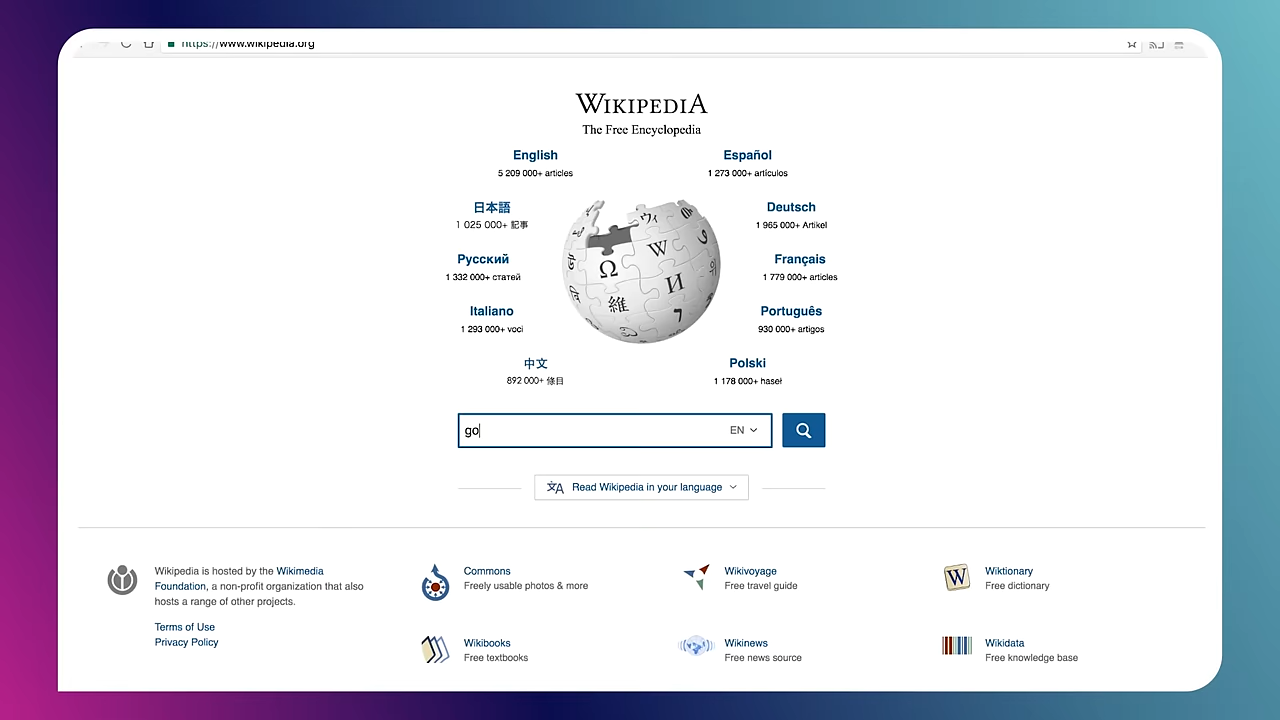 https://www.wikipedia.org
WIKIPEDIA
The Free Encyclopedia
English
5 209 000+ articles
Español
1 273 000+ artículos
日本語
1 025 000+ 記事
Deutsch
1 965 000+ Artikel
Русский
1 332 000+ статей
Français
1 779 000+ articles
Italiano
1 293 000+ voci
Português
930 000+ artigos
中文
892 000+ 條目
Polski
1 178 000+ haseł
Ω
W
ウィ
И
維
go
EN
Read Wikipedia in your language
Wikipedia is hosted by the Wikimedia
Foundation, a non-profit organization that also
hosts a range of other projects.
Terms of Use
Privacy Policy
Commons
Freely usable photos & more
Wikivoyage
Free travel guide
W
Wiktionary
Free dictionary
Wikibooks
Free textbooks
Wikinews
Free news source
Wikidata
Free knowledge base